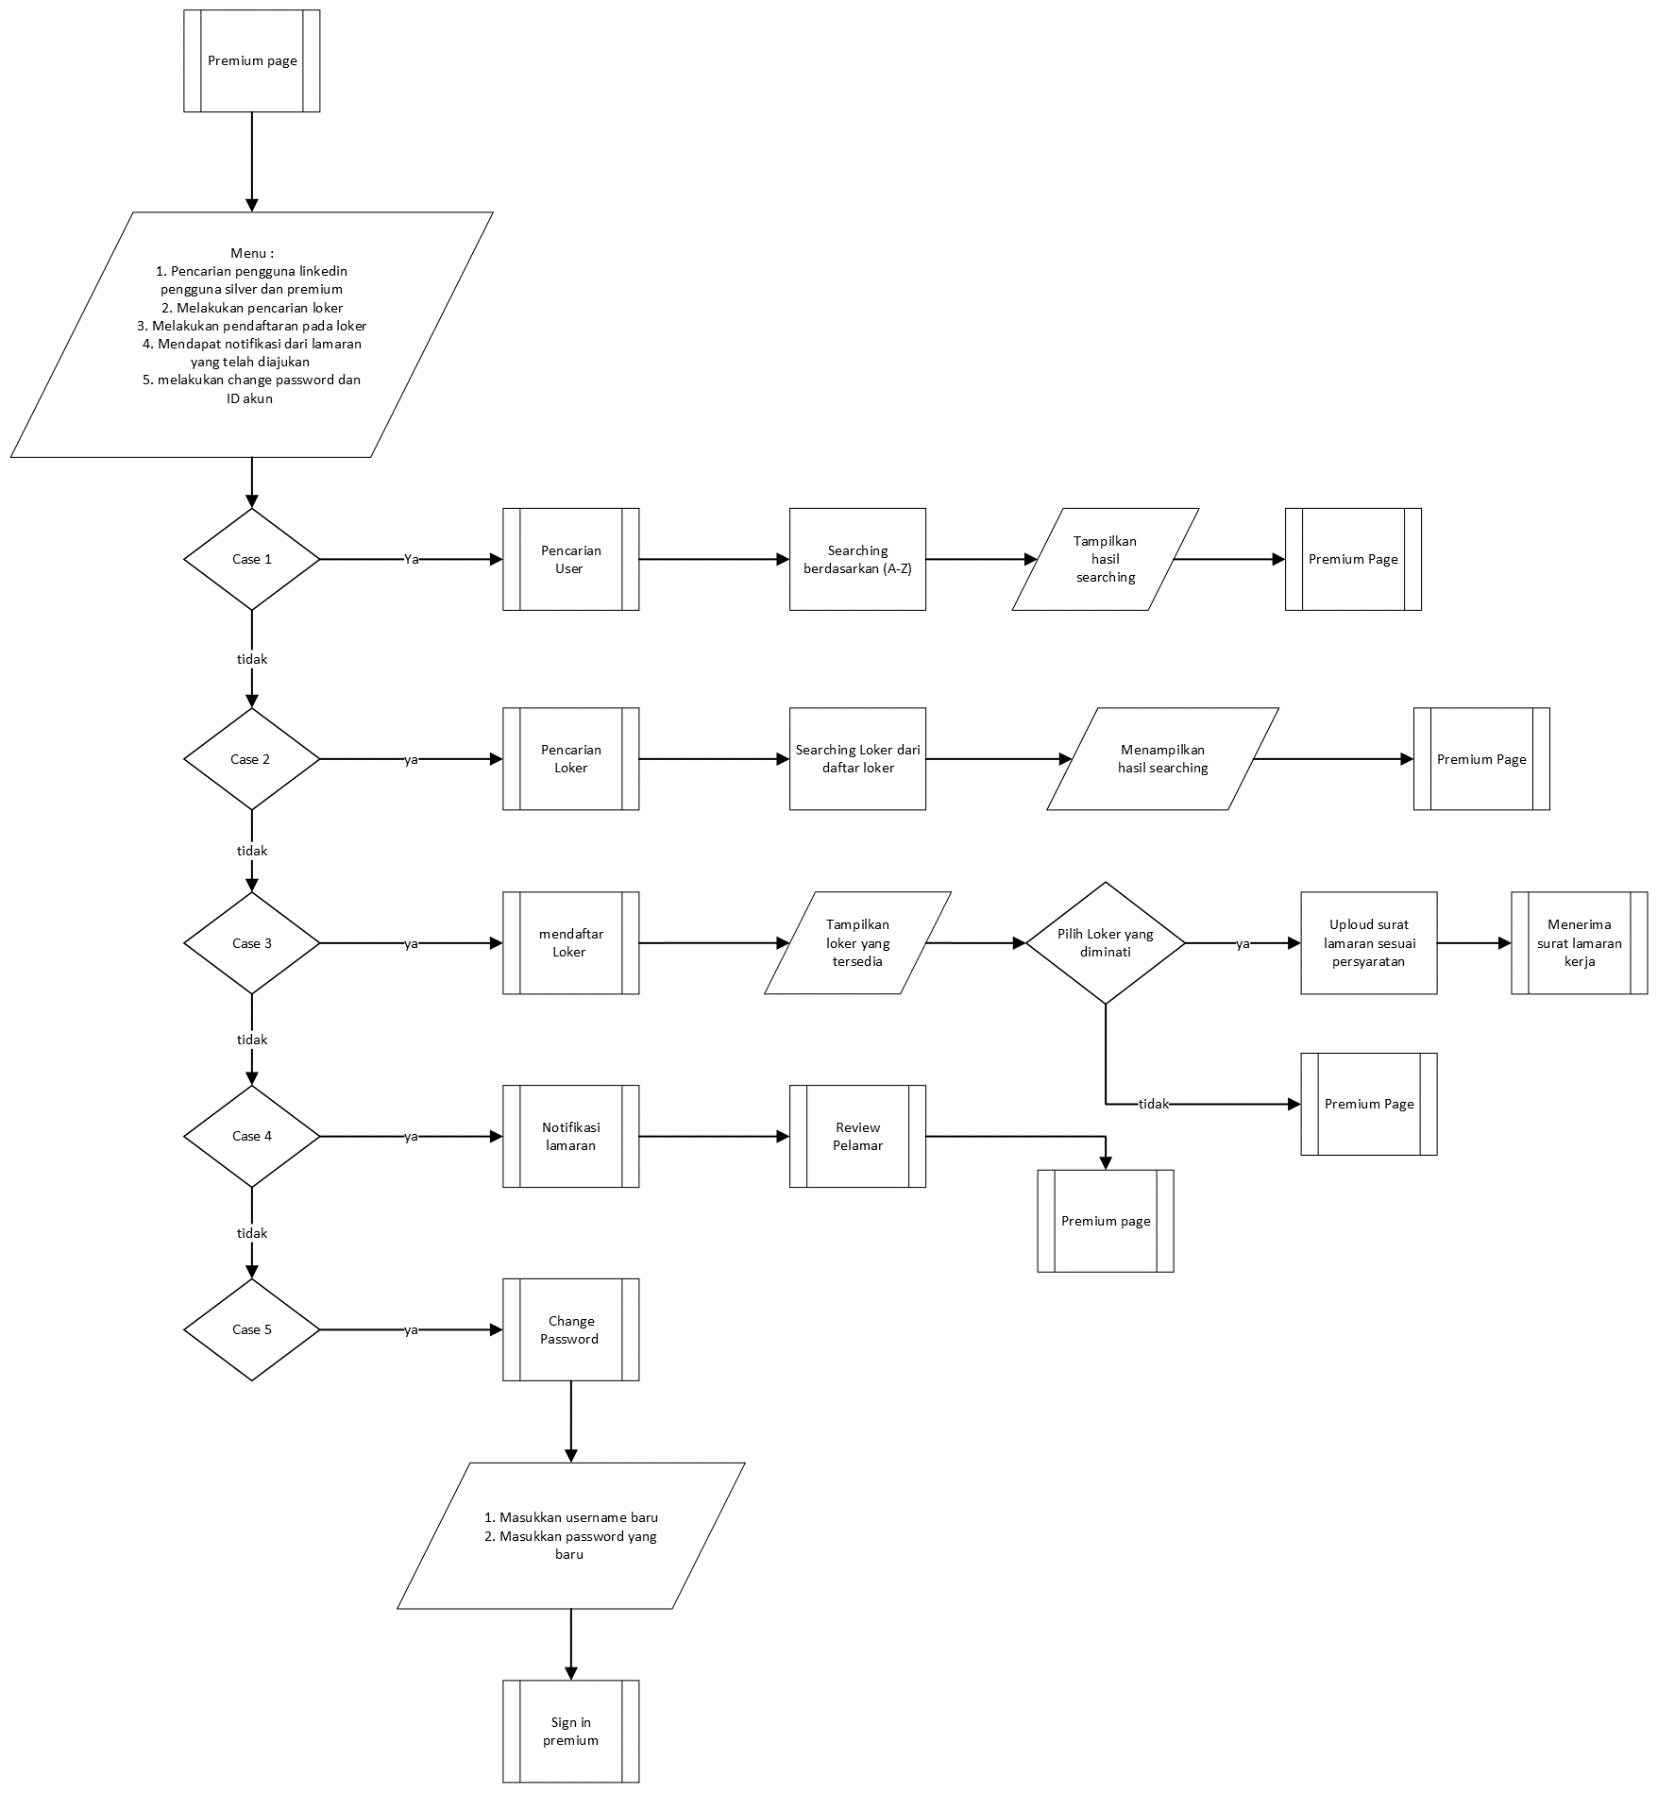 Premium page
Menu :
1. Pencarian pengguna linkedin
pengguna silver dan premium
2. Melakukan pencarian loker
3. Melakukan pendaftaran pada loker
4. Mendapat notifikasi dari lamaran
yang telah diajukan
5. melakukan change password dan
ID akun
Case 1
Ya
Pencarian
User
Searching
berdasarkan (A-Z)
Tampilkan
hasil
searching
Premium Page
tidak
Case 2
ya
Pencarian
Loker
Searching Loker dari
daftar loker
Menampilkan
hasil searching
Premium Page
tidak
Case 3
ya
mendaftar
Loker
Tampilkan
loker yang
tersedia
Pilih Loker yang
diminati
ya
Uploud surat
lamaran sesuai
persyaratan
Menerima
surat lamaran
kerja
tidak
Premium Page
tidak
Case 4
ya
Notifikasi
lamaran
Review
Pelamar
Premium page
tidak
Case 5
ya
Change
Password
1. Masukkan username baru
2. Masukkan password yang
baru
Sign in
premium